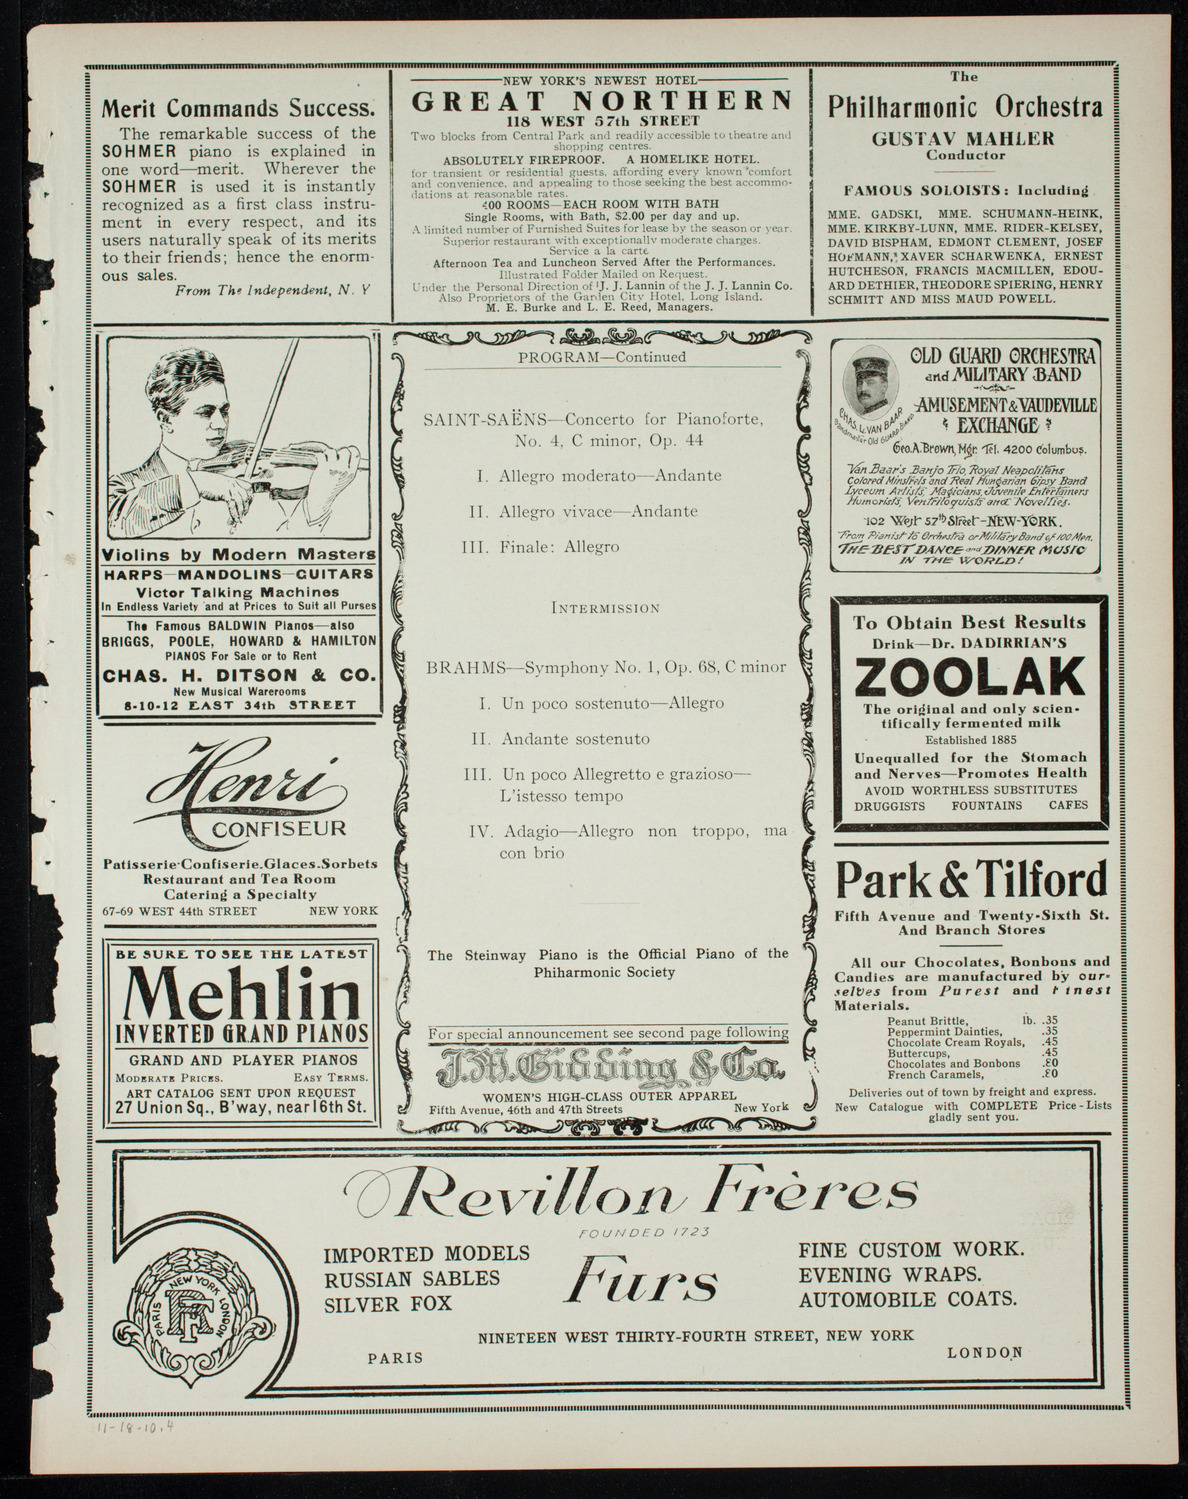 Merit Commands Success.
The remarkable success of the
SOHMER piano is explained in
one word—merit. Wherever the
SOHMER is used it is instantly
recognized as a first class instru-
ment in every respect, and its
users naturally speak of its merits
to their friends; hence the enorm-
ous sales.
From The Independent, N. Y
NEW YORK'S NEWEST HOTEL
GREAT NORTHERN
118 WEST 57th STREET
Two blocks from Central Park and readily accessible to theatre and
shopping centres.
ABSOLUTELY FIREPROOF. A HOMELIKE HOTEL.
for transient or residential guests, affording every known comfort
and convenience, and appealing to those seeking the best accommo-
dations at reasonable rates.
400 ROOMS—EACH ROOM WITH BATH
Single Rooms, with Bath, $2.00 per day and up.
A limited number of Furnished Suites for lease by the season or year.
Superior restaurant with exceptionally moderate charges.
Service a la carte
Afternoon Tea and Luncheon Served After the Performances.
Illustrated Folder Mailed on Request.
Under the Personal Direction of J. J. Lannin of the J. J. Lannin Co.
Also Proprietors of the Garden City Hotel, Long Island.
M. E. Burke and L. E. Reed, Managers.
The
Philharmonic Orchestra
GUSTAV MAHLER
Conductor
FAMOUS SOLOISTS: Including
MME. GADSKI, MME. SCHUMANN-HEINK,
MME. KIRKBY-LUNN, MME. RIDER-KELSEY,
DAVID BISPHAM, EDMONT CLEMENT, JOSEF
HOFMANN, XAVER SCHARWENKA, ERNEST
HUTCHESON, FRANCIS MACMILLEN, EDOU-
ARD DETHIER, THEODORE SPIERING, HENRY
SCHMITT AND MISS MAUD POWELL.
Violins by Modern Masters
HARPS—MANDOLINS—GUITARS
Victor Talking Machines
In Endless Variety and at Prices to Suit all Purses
The Famous BALDWIN Pianos—also
BRIGGS, POOLE, HOWARD & HAMILTON
PIANOS For Sale or to Rent
CHAS. H. DITSON & CO.
New Musical Warerooms
8-10-12 EAST 34th STREET
Henri
CONFISEUR
Patisserie-Confiserie.Glaces.Sorbets
Restaurant and Tea Room
Catering a Specialty
67-69 WEST 44th STREET NEW YORK
BE SURE TO SEE THE LATEST
Mehlin
INVERTED GRAND PIANOS
GRAND AND PLAYER PIANOS
MODERATE PRICES. EASY TERMS.
ART CATALOG SENT UPON REQUEST
27 Union Sq., B'way, near 16th St.
PROGRAM—Continued
SAINT-SAËNS—Concerto for Pianoforte,
No. 4, C minor, Op. 44
I. Allegro moderato—Andante
II. Allegro vivace—Andante
III. Finale: Allegro
INTERMISSION
BRAHMS—Symphony No. 1, Op. 68, C minor
I. Un poco sostenuto—Allegro
II. Andante sostenuto
III. Un poco Allegretto e grazioso—
L'istesso tempo
IV. Adagio—Allegro non troppo, ma
con brio
The Steinway Piano is the Official Piano of the
Philharmonic Society
For special announcement see second page following
J.M. Gidding & Co.
WOMEN'S HIGH-CLASS OUTER APPAREL
Fifth Avenue, 46th and 47th Streets New York
OLD GUARD ORCHESTRA
and MILITARY BAND
AMUSEMENT & VAUDEVILLE
EXCHANGE
CHAS. L. VAN BAAR
Bandmaster Old Guard Band
Geo. A. Brown, Mgr. Tel. 4200 Columbus.
Van Baar's Banjo Trio, Royal Neapolitans
Colored Minstrels and Real Hungarian Gipsy Band
Lyceum Artists, Magicians, Juvenile Entertainers
Humorists, Ventriloquists and Novelties.
102 West 57th Street-NEW-YORK.
From Pianist to Orchestra or Military Band of 100 Men.
THE BEST DANCE and DINNER MUSIC
IN THE WORLD!
To Obtain Best Results
Drink—Dr. DADIRRIAN'S
ZOOLAK
The original and only scien-
tifically fermented milk
Established 1885
Unequalled for the Stomach
and Nerves—Promotes Health
AVOID WORTHLESS SUBSTITUTES
DRUGGISTS FOUNTAINS CAFES
Park & Tilford
Fifth Avenue and Twenty-Sixth St.
And Branch Stores
All our Chocolates, Bonbons and
Candies are manufactured by our-
selves from Purest and Finest
Materials.
Peanut Brittle, lb. .35
Peppermint Dainties, .35
Chocolate Cream Royals, .45
Buttercups, .45
Chocolates and Bonbons .80
French Caramels, .80
Deliveries out of town by freight and express.
New Catalogue with COMPLETE Price-Lists
gladly sent you.
Revillon Frères
FOUNDED 1723
Furs
IMPORTED MODELS
RUSSIAN SABLES
SILVER FOX
FINE CUSTOM WORK.
EVENING WRAPS.
AUTOMOBILE COATS.
NINETEEN WEST THIRTY-FOURTH STREET, NEW YORK
PARIS LONDON
PARIS NEW YORK LONDON
RF
11-18-10.4